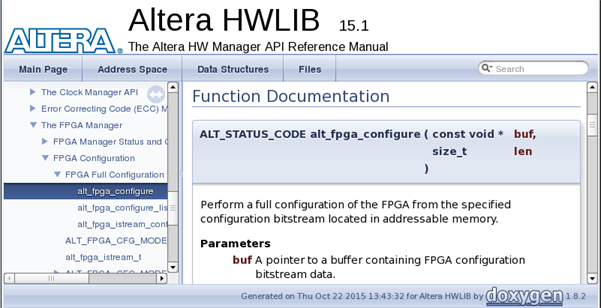 Altera HWLIB 15.1
ALTERA
The Altera HW Manager API Reference Manual
Main Page Address Space Data Structures Files Search
The Clock Manager API
Error Correcting Code (ECC) M
The FPGA Manager
FPGA Manager Status and C
FPGA Configuration
FPGA Full Configuration
alt_fpga_configure
alt_fpga_configure_lis
alt_fpga_istream_conf
ALT_FPGA_CFG_MODE
alt_fpga_istream_t
ALT_FPGA_CFG_MODE
Function Documentation
ALT_STATUS_CODE alt_fpga_configure ( const void * buf,
size_t len
)
Perform a full configuration of the FPGA from the specified
configuration bitstream located in addressable memory.
Parameters
buf A pointer to a buffer containing FPGA configuration
bitstream data.
Generated on Thu Oct 22 2015 13:43:32 for Altera HWLIB by doxygen 1.8.2